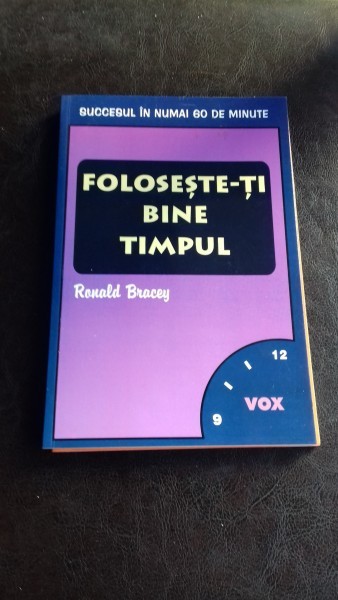 SUCCESUL ÎN NUMAI 60 DE MINUTE
FOLOSEȘTE-ȚI
BINE
TIMPUL
Ronald Bracey
12
9
VOX